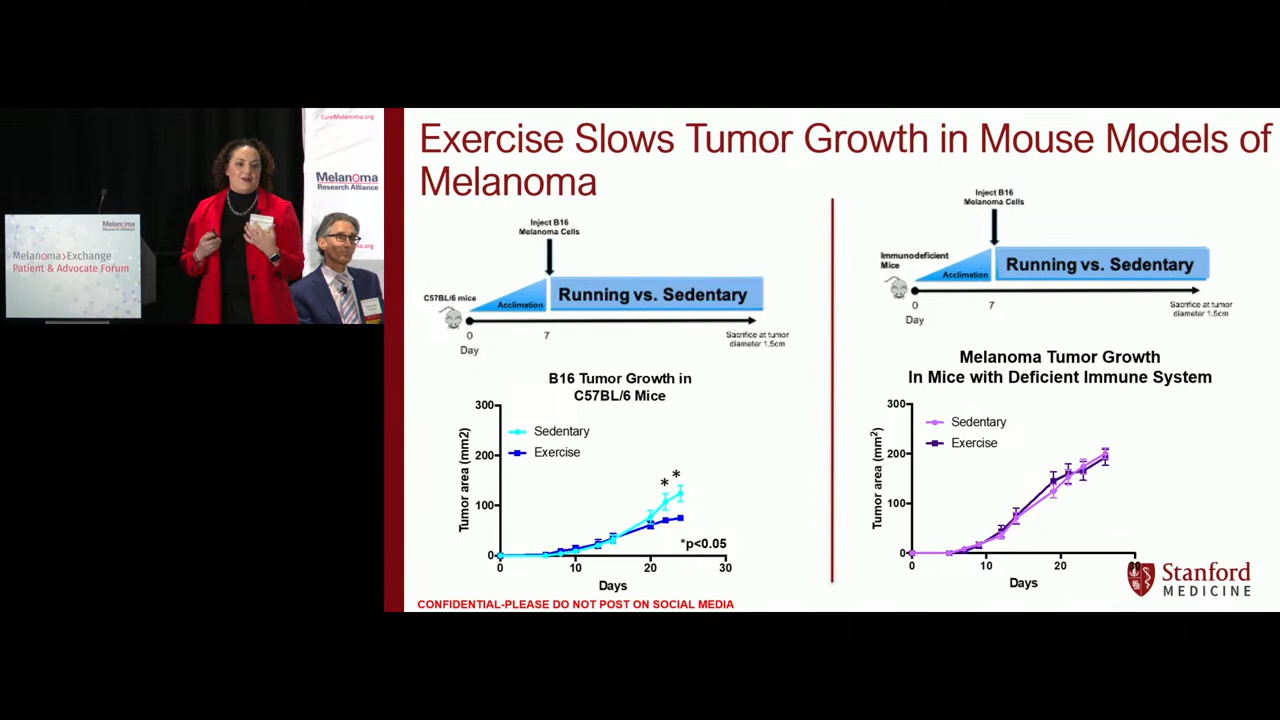 CureMelanoma.org
Melanoma
Research Alliance
Melanoma
Research Alliance
Melanoma>Exchange
Patient & Advocate Forum
Exercise Slows Tumor Growth in Mouse Models of
Melanoma
Inject B16
Melanoma Cells
C57BL/6 mice
Acclimation
Running vs. Sedentary
0
7
Day
Sacrifice at tumor
diameter 1.5cm
Inject B16
Melanoma Cells
Immunodeficient
Mice
Acclimation
Running vs. Sedentary
0
7
Day
Sacrifice at tumor
diameter 1.5cm
B16 Tumor Growth in
C57BL/6 Mice
300
200
100
0
Tumor area (mm2)
Sedentary
Exercise
* *
*p<0.05
0 10 20 30
Days
Melanoma Tumor Growth
In Mice with Deficient Immune System
300
200
100
0
Tumor area (mm²)
Sedentary
Exercise
0 10 20
Days
CONFIDENTIAL-PLEASE DO NOT POST ON SOCIAL MEDIA
Stanford
MEDICINE